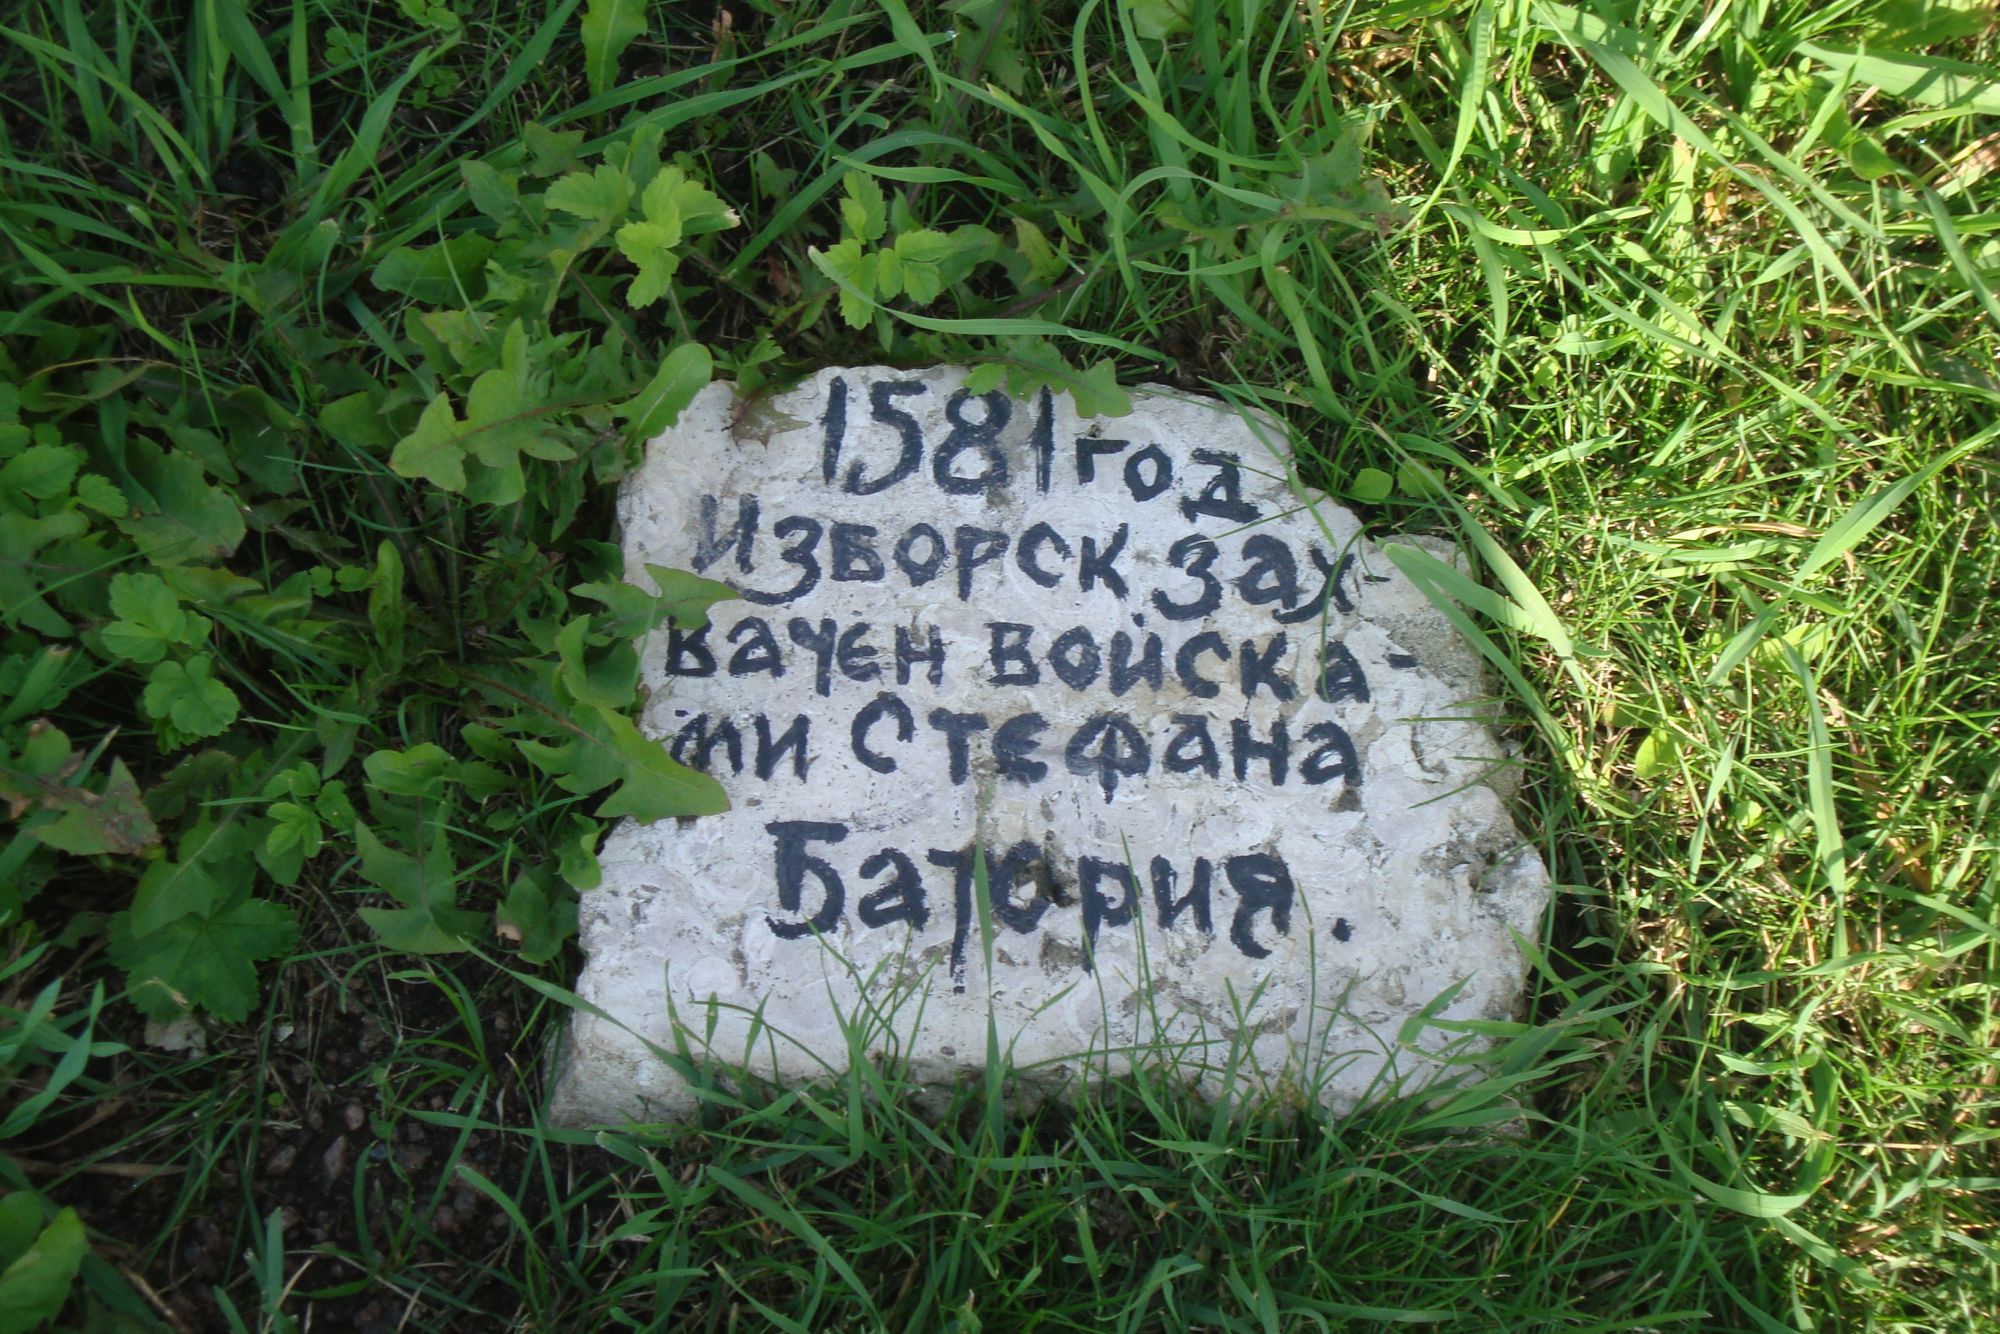 1581 год
Изборск зах-
вачен войска-
ми Стефана
Батория.